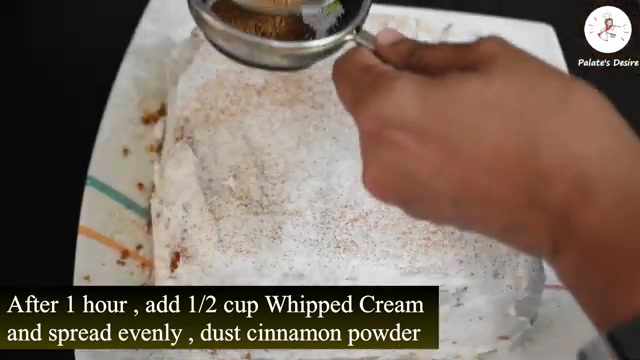 Palate's Desire
After 1 hour , add 1/2 cup Whipped Cream
and spread evenly , dust cinnamon powder